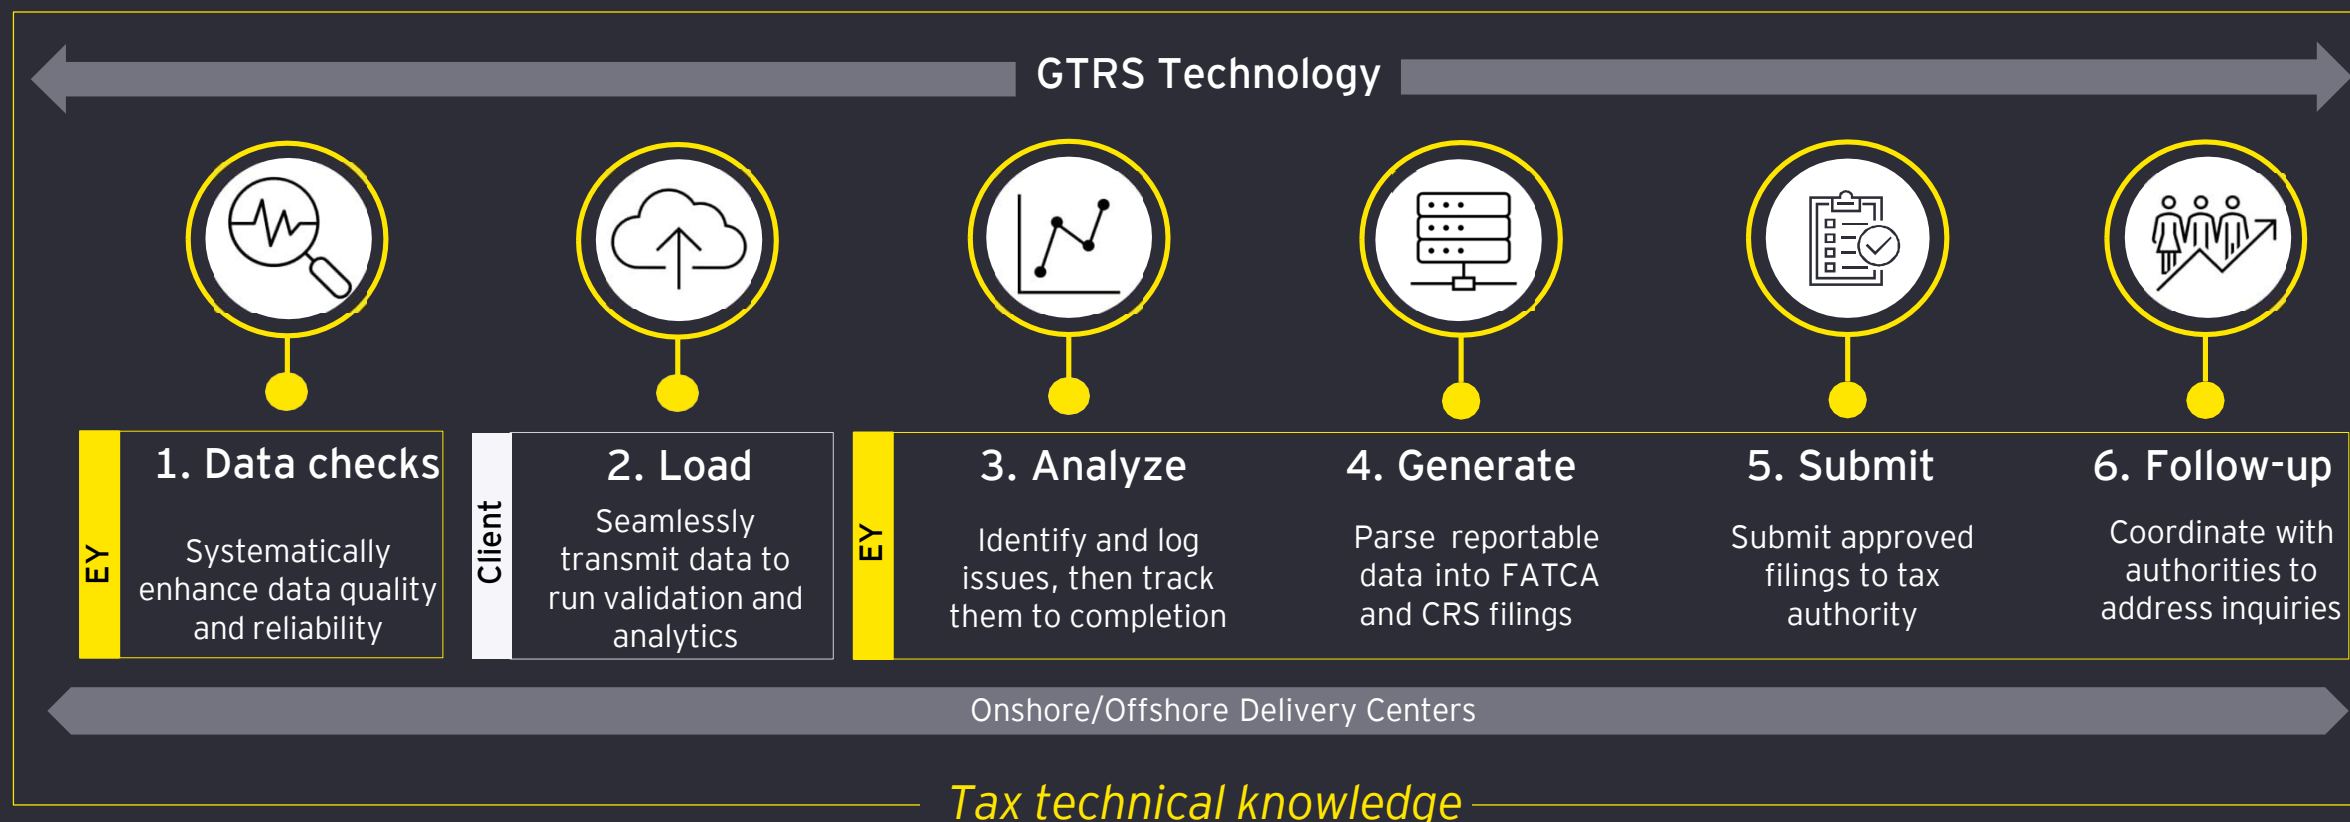 GTRS Technology
EY
1. Data checks
Systematically
enhance data quality
and reliability
Client
2. Load
Seamlessly
transmit data to
run validation and
analytics
EY
3. Analyze
Identify and log
issues, then track
them to completion
4. Generate
Parse reportable
data into FATCA
and CRS filings
5. Submit
Submit approved
filings to tax
authority
6. Follow-up
Coordinate with
authorities to
address inquiries
Onshore/Offshore Delivery Centers
Tax technical knowledge